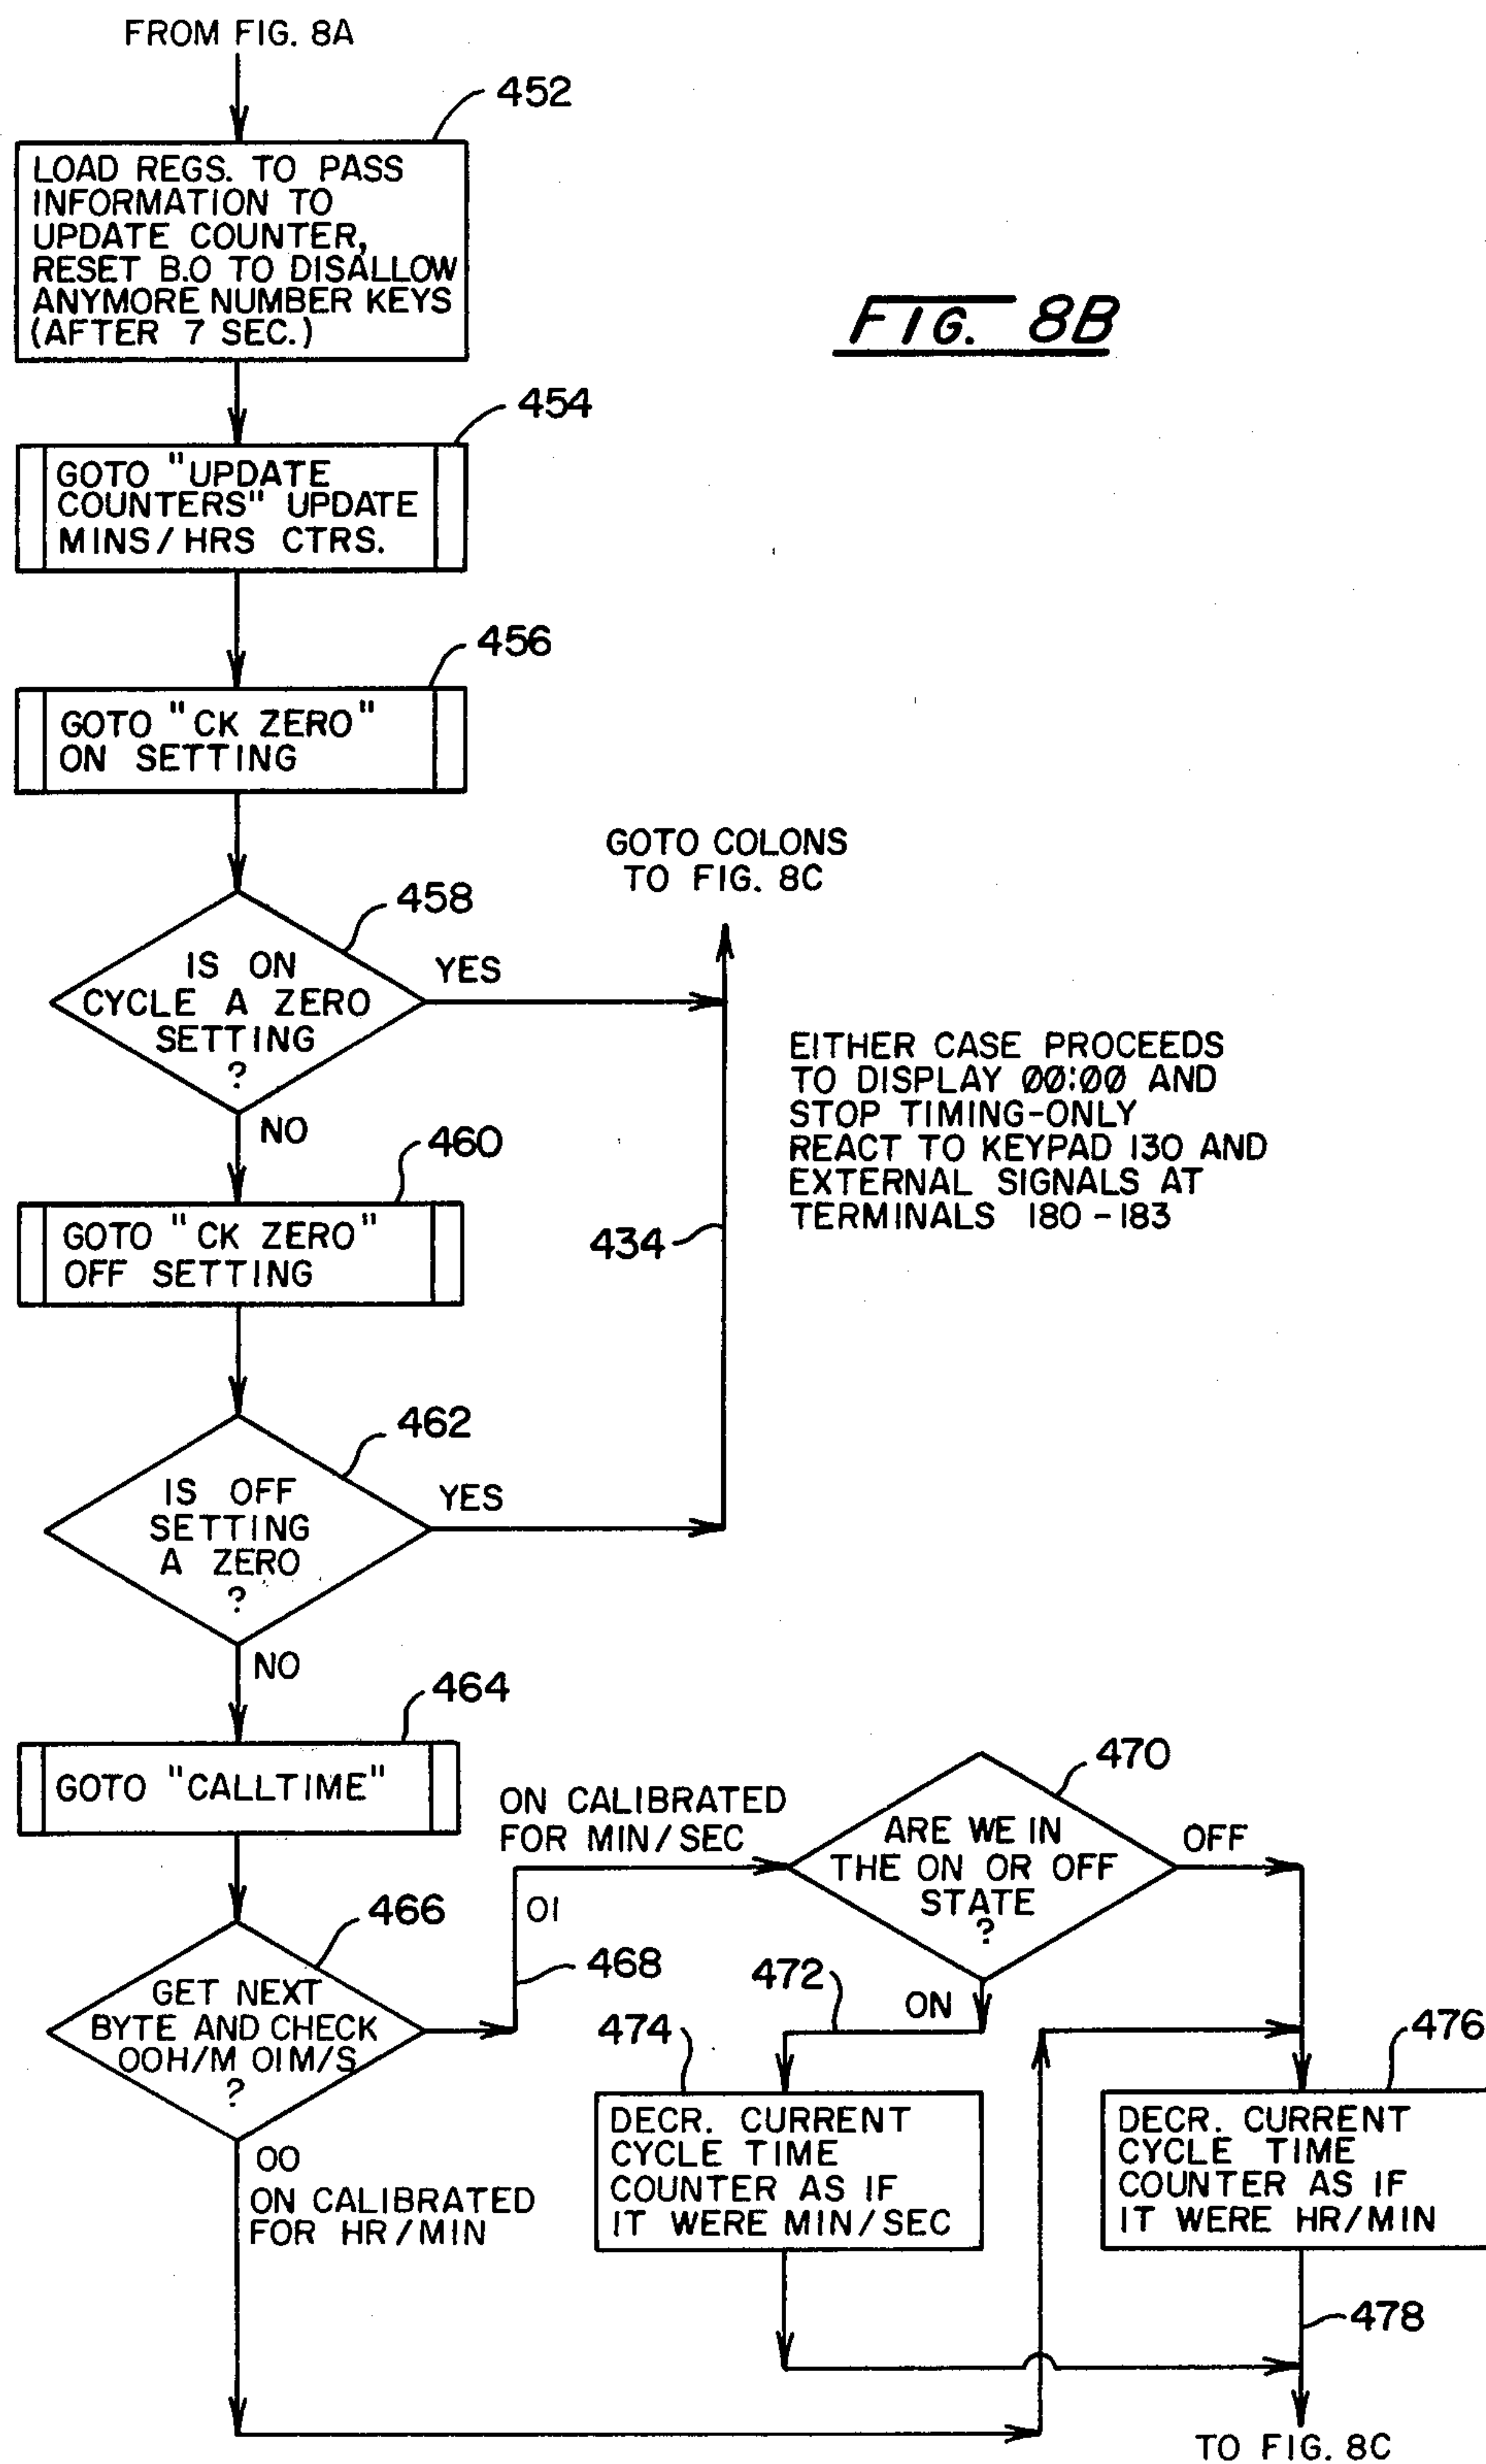 FROM FIG. 8A
452
LOAD REGS. TO PASS
INFORMATION TO
UPDATE COUNTER,
RESET B.0 TO DISALLOW
ANYMORE NUMBER KEYS
(AFTER 7 SEC.)
FIG. 8B
454
GOTO "UPDATE
COUNTERS" UPDATE
MINS/HRS CTRS.
456
GOTO "CK ZERO"
ON SETTING
GOTO COLONS
TO FIG. 8C
458
IS ON
CYCLE A ZERO
SETTING
?
YES
NO
EITHER CASE PROCEEDS
TO DISPLAY 00:00 AND
STOP TIMING-ONLY
REACT TO KEYPAD 130 AND
EXTERNAL SIGNALS AT
TERMINALS 180-183
460
GOTO "CK ZERO"
OFF SETTING
434
462
IS OFF
SETTING
A ZERO
?
YES
NO
464
GOTO "CALLTIME"
ON CALIBRATED
FOR MIN/SEC
470
ARE WE IN
THE ON OR OFF
STATE
?
OFF
466
01
468
GET NEXT
BYTE AND CHECK
00H/M 01M/S
?
472
ON
474
476
DECR. CURRENT
CYCLE TIME
COUNTER AS IF
IT WERE MIN/SEC
DECR. CURRENT
CYCLE TIME
COUNTER AS IF
IT WERE HR/MIN
00
ON CALIBRATED
FOR HR/MIN
478
TO FIG. 8C